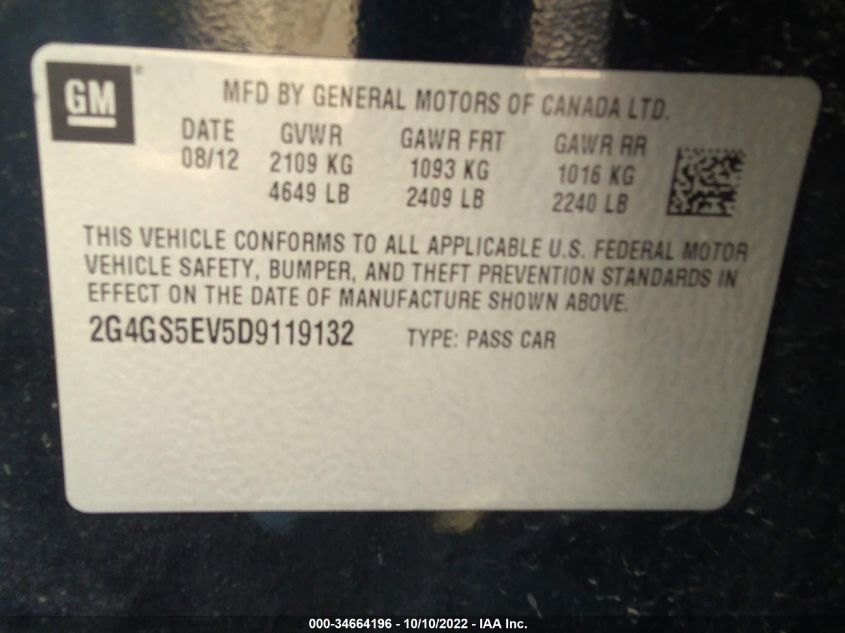 GM®
MFD BY GENERAL MOTORS OF CANADA LTD.
DATE GVWR GAWR FRT GAWR RR
08/12 2109 KG 1093 KG 1016 KG
4649 LB 2409 LB 2240 LB
THIS VEHICLE CONFORMS TO ALL APPLICABLE U.S. FEDERAL MOTOR
VEHICLE SAFETY, BUMPER, AND THEFT PREVENTION STANDARDS IN
EFFECT ON THE DATE OF MANUFACTURE SHOWN ABOVE.
2G4GS5EV5D9119132 TYPE: PASS CAR
000-34664196 - 10/10/2022 - IAA Inc.